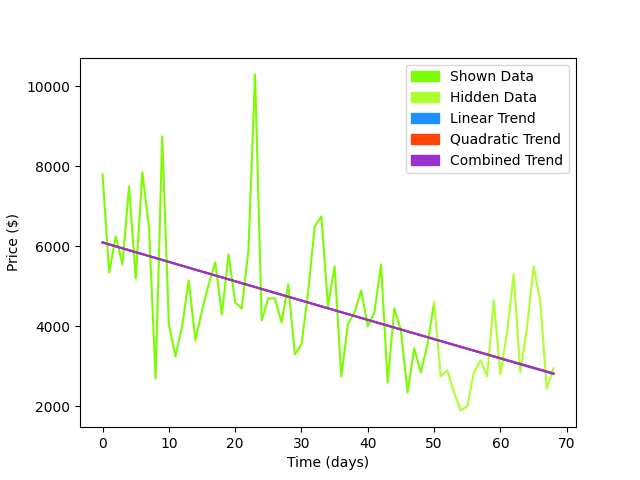 Shown Data
Hidden Data
Linear Trend
Quadratic Trend
Combined Trend
10000
8000
6000
4000
2000
Price ($)
0 10 20 30 40 50 60 70
Time (days)